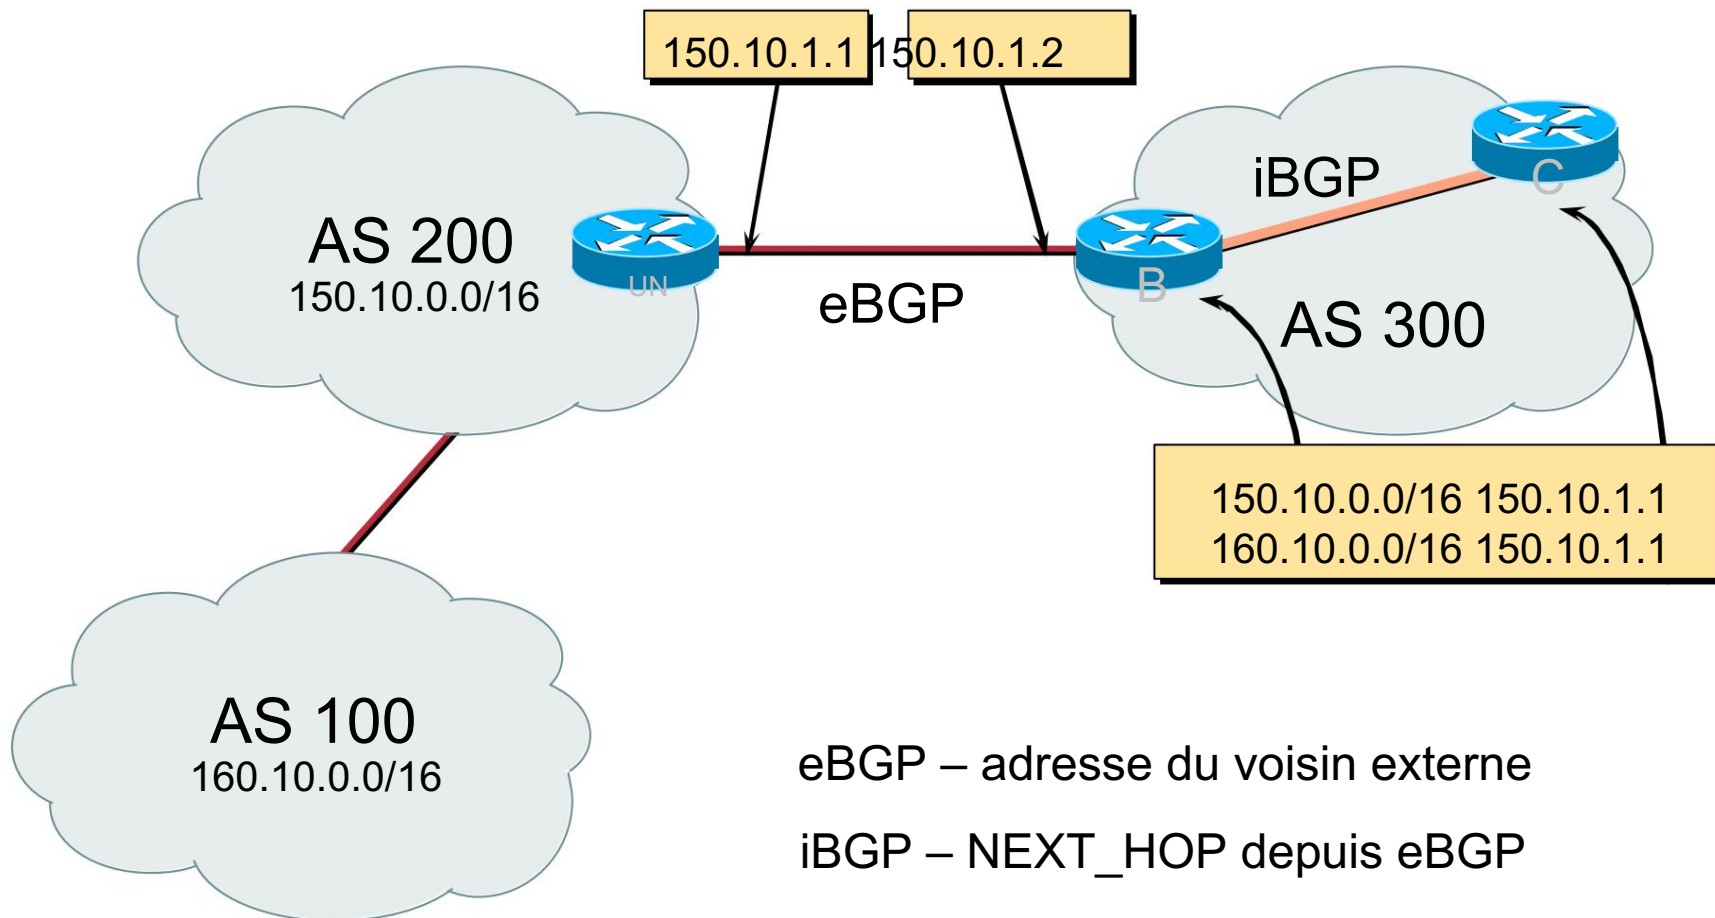 150.10.1.1
150.10.1.2
iBGP
C
AS 200
150.10.0.0/16
UN
eBGP
B
AS 300
150.10.0.0/16 150.10.1.1
160.10.0.0/16 150.10.1.1
AS 100
160.10.0.0/16
eBGP – adresse du voisin externe
iBGP – NEXT_HOP depuis eBGP